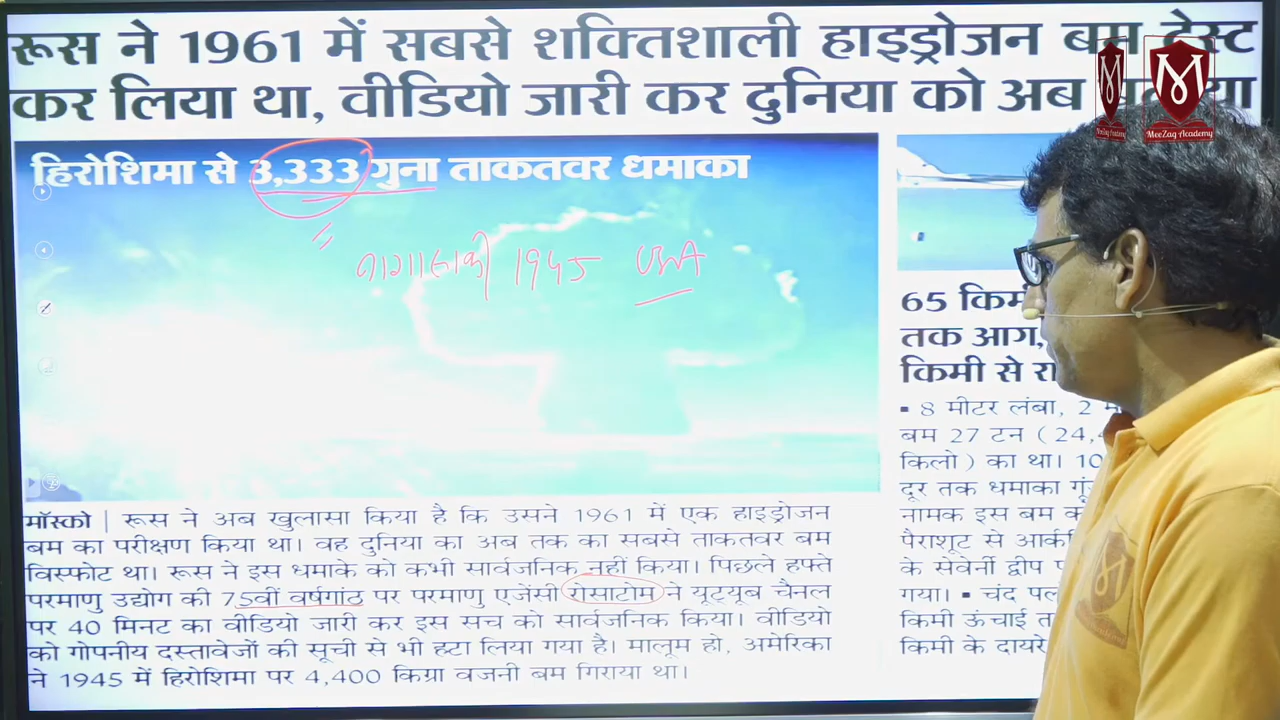 रूस ने 1961 में सबसे शक्तिशाली हाइड्रोजन बम टेस्ट
कर लिया था, वीडियो जारी कर दुनिया को अब
MeeZaq Academy
MeeZaq Academy
हिरोशिमा से 3,333 गुना ताकतवर धमाका
नागासाकी 1945 USA
मॉस्को | रूस ने अब खुलासा किया है कि उसने 1961 में एक हाइड्रोजन
बम का परीक्षण किया था। वह दुनिया का अब तक का सबसे ताकतवर बम
विस्फोट था। रूस ने इस धमाके को कभी सार्वजनिक नहीं किया। पिछले हफ्ते
परमाणु उद्योग की 75वीं वर्षगांठ पर परमाणु एजेंसी रोसाटोम ने यूट्यूब चैनल
पर 40 मिनट का वीडियो जारी कर इस सच को सार्वजनिक किया। वीडियो
को गोपनीय दस्तावेजों की सूची से भी हटा लिया गया है। मालूम हो, अमेरिका
ने 1945 में हिरोशिमा पर 4,400 किग्रा वजनी बम गिराया था।
65
तक आग,
किमी से
▪ 8 मीटर लंबा, 2
बम 27 टन (24,
किलो) का था। 10
दूर तक धमाका
नामक इस बम
पैराशूट से
के सेवेर्नी द्वीप
गया। ▪ चंद
किमी ऊंचाई
किमी के दायरे